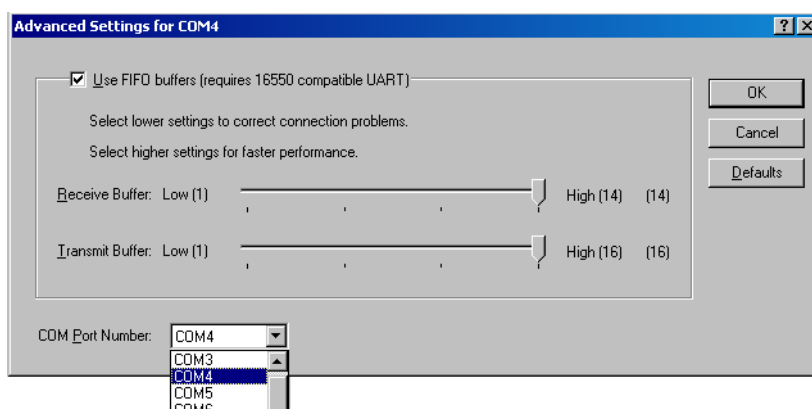 Advanced Settings for COM4
Use FIFO buffers (requires 16550 compatible UART)
OK
Select lower settings to correct connection problems.
Cancel
Select higher settings for faster performance.
Defaults
Receive Buffer: Low (1) High (14) (14)
Transmit Buffer: Low (1) High (16) (16)
COM Port Number: COM4
COM3
COM4
COM5
COM6